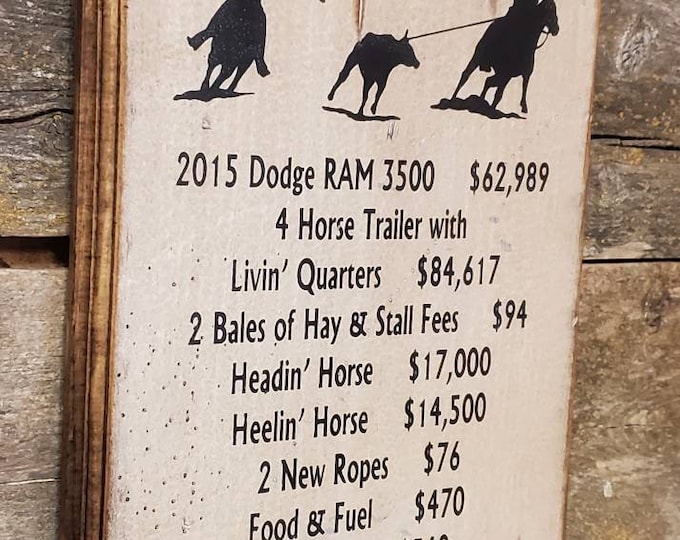 2015 Dodge RAM 3500 $62,989
4 Horse Trailer with
Livin' Quarters $84,617
2 Bales of Hay & Stall Fees $94
Headin' Horse $17,000
Heelin' Horse $14,500
2 New Ropes $76
Food & Fuel $470